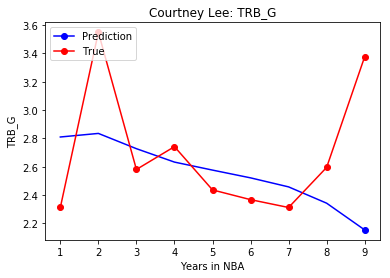 Courtney Lee: TRB_G
Prediction
True
3.6
3.4
3.2
3.0
2.8
2.6
2.4
2.2
TRB_G
1 2 3 4 5 6 7 8 9
Years in NBA